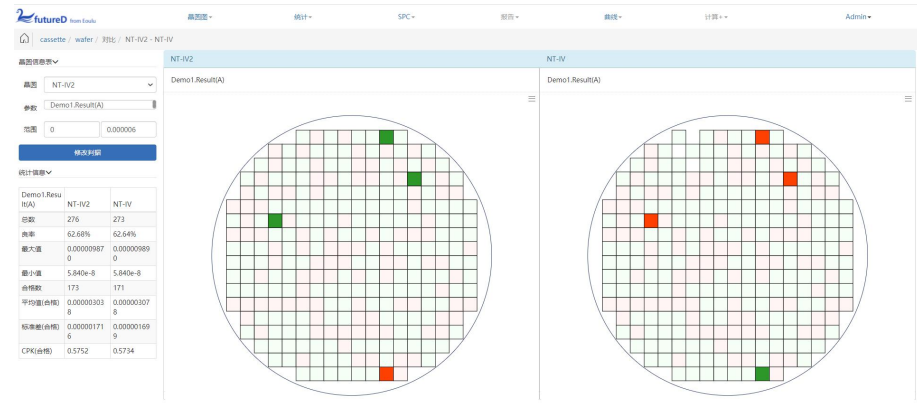 futureD from Eoulu
晶圆图
统计
SPC
报告+
曲线
计算++
Admin
cassette / wafer / 对比 / NT-IV2 - NT-IV
晶圆信息表
晶圆 NT-IV2
参数 Demo1.Result(A)
范围 0 0.000006
修改判据
统计信息
Demo1.Result(A) NT-IV2 NT-IV
总数 276 273
良率 62.68% 62.64%
最大值 0.000009870 0.000009890
最小值 5.840e-8 5.840e-8
合格数 173 171
平均值(合格) 0.000003038 0.000003078
标准差(合格) 0.000001716 0.000001699
CPK(合格) 0.5752 0.5734
NT-IV2
Demo1.Result(A)
NT-IV
Demo1.Result(A)